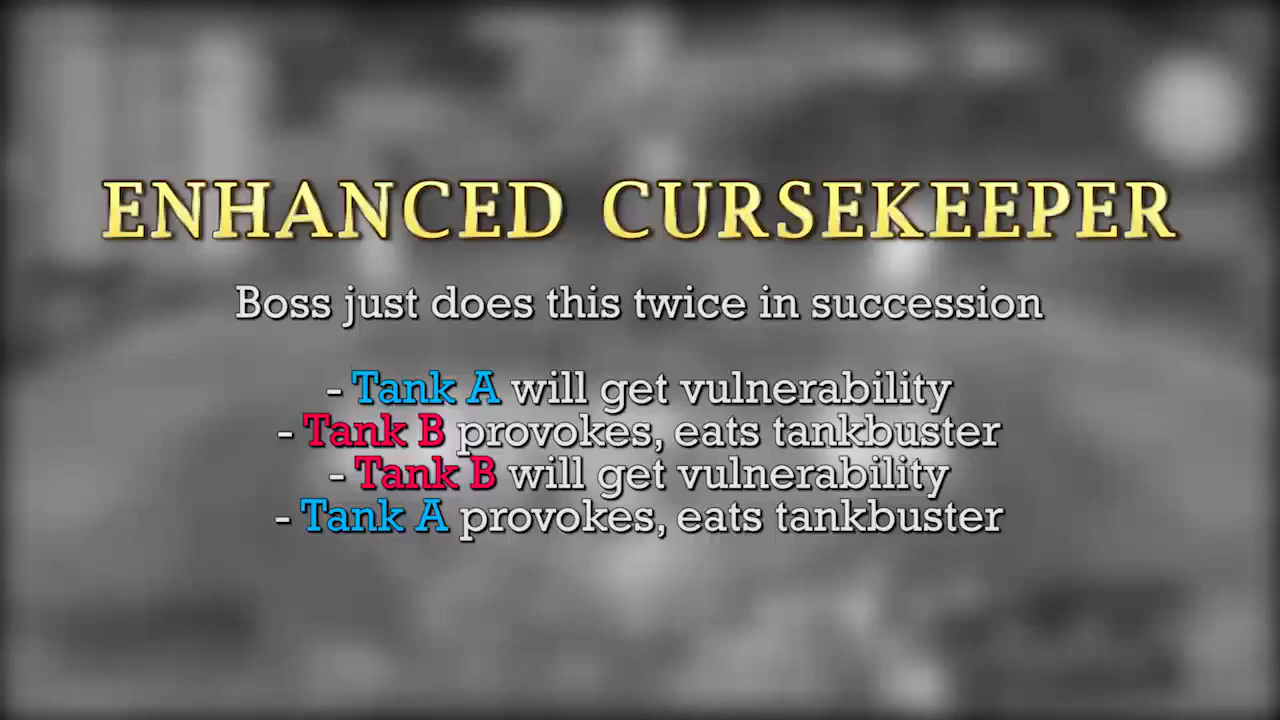 ENHANCED CURSEKEEPER
Boss just does this twice in succession
- Tank A will get vulnerability
- Tank B provokes, eats tankbuster
- Tank B will get vulnerability
- Tank A provokes, eats tankbuster